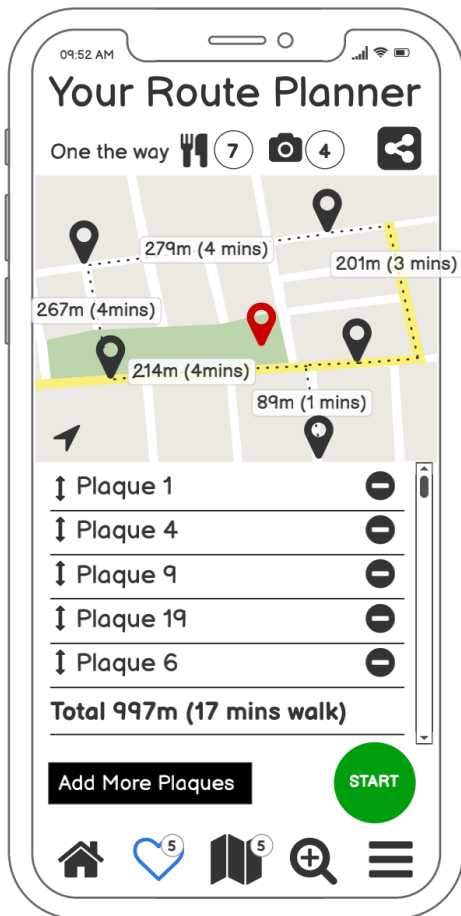 09:52 AM
Your Route Planner
One the way 7 4
279m (4 mins)
201m (3 mins)
267m (4mins)
214m (4mins)
89m (1 mins)
Plaque 1
Plaque 4
Plaque 9
Plaque 19
Plaque 6
Total 997m (17 mins walk)
Add More Plaques
START
5 5